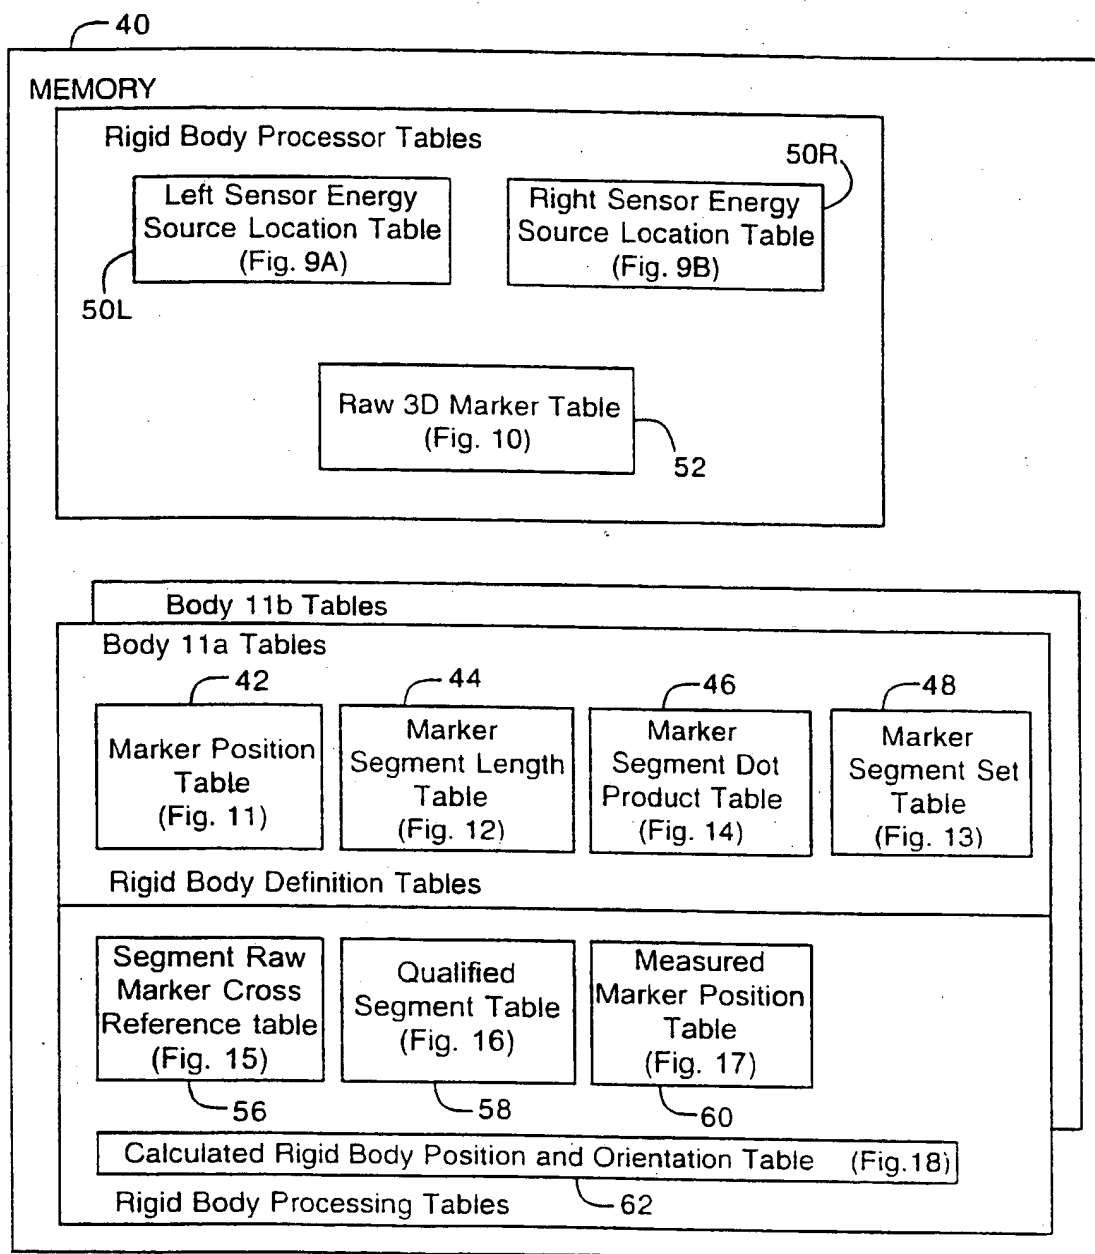 40
MEMORY
Rigid Body Processor Tables
50R
Left Sensor Energy
Source Location Table
(Fig. 9A)
Right Sensor Energy
Source Location Table
(Fig. 9B)
50L
Raw 3D Marker Table
(Fig. 10)
52
Body 11b Tables
Body 11a Tables
42
44
46
48
Marker Position
Table
(Fig. 11)
Marker
Segment Length
Table
(Fig. 12)
Marker
Segment Dot
Product Table
(Fig. 14)
Marker
Segment Set
Table
(Fig. 13)
Rigid Body Definition Tables
Segment Raw
Marker Cross
Reference table
(Fig. 15)
Qualified
Segment Table
(Fig. 16)
Measured
Marker Position
Table
(Fig. 17)
56
58
60
Calculated Rigid Body Position and Orientation Table (Fig.18)
Rigid Body Processing Tables
62